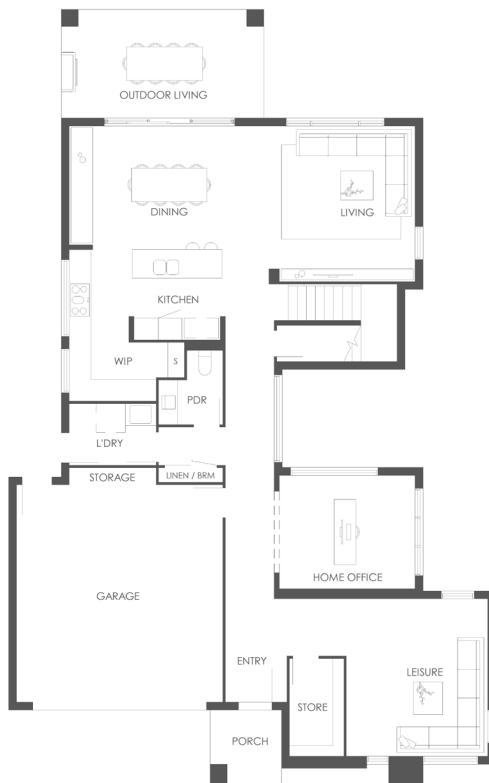 OUTDOOR LIVING
DINING
LIVING
KITCHEN
WIP
S
PDR
L'DRY
STORAGE
LINEN / BRM
HOME OFFICE
GARAGE
ENTRY
LEISURE
STORE
PORCH